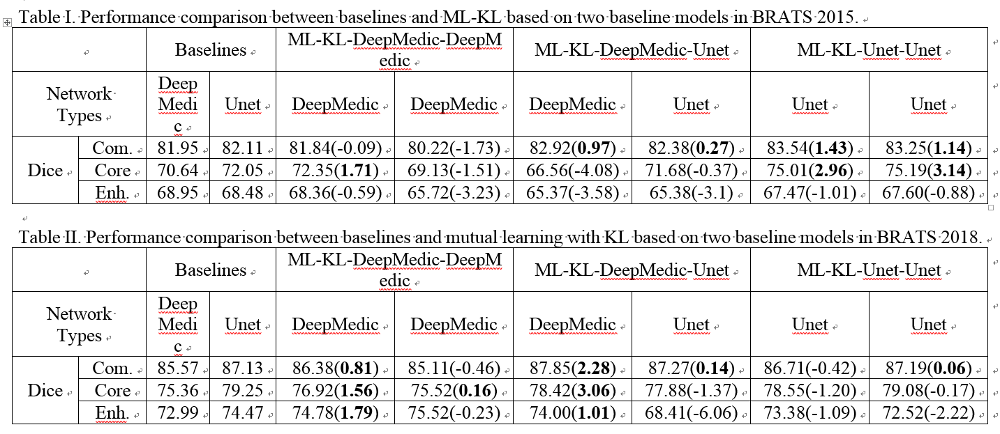 Table I. Performance comparison between baselines and ML-KL based on two baseline models in BRATS 2015.
Baselines ML-KL-DeepMedic-DeepM
edic ML-KL-DeepMedic-Unet ML-KL-Unet-Unet
Network
Types Deep
Medi
c Unet DeepMedic DeepMedic DeepMedic Unet Unet Unet
Dice Com. 81.95 82.11 81.84(-0.09) 80.22(-1.73) 82.92(0.97) 82.38(0.27) 83.54(1.43) 83.25(1.14)
Core 70.64 72.05 72.35(1.71) 69.13(-1.51) 66.56(-4.08) 71.68(-0.37) 75.01(2.96) 75.19(3.14)
Enh. 68.95 68.48 68.36(-0.59) 65.72(-3.23) 65.37(-3.58) 65.38(-3.1) 67.47(-1.01) 67.60(-0.88)
Table II. Performance comparison between baselines and mutual learning with KL based on two baseline models in BRATS 2018.
Baselines ML-KL-DeepMedic-DeepM
edic ML-KL-DeepMedic-Unet ML-KL-Unet-Unet
Network
Types Deep
Medi
c Unet DeepMedic DeepMedic DeepMedic Unet Unet Unet
Dice Com. 85.57 87.13 86.38(0.81) 85.11(-0.46) 87.85(2.28) 87.27(0.14) 86.71(-0.42) 87.19(0.06)
Core 75.36 79.25 76.92(1.56) 75.52(0.16) 78.42(3.06) 77.88(-1.37) 78.55(-1.20) 79.08(-0.17)
Enh. 72.99 74.47 74.78(1.79) 75.52(-0.23) 74.00(1.01) 68.41(-6.06) 73.38(-1.09) 72.52(-2.22)